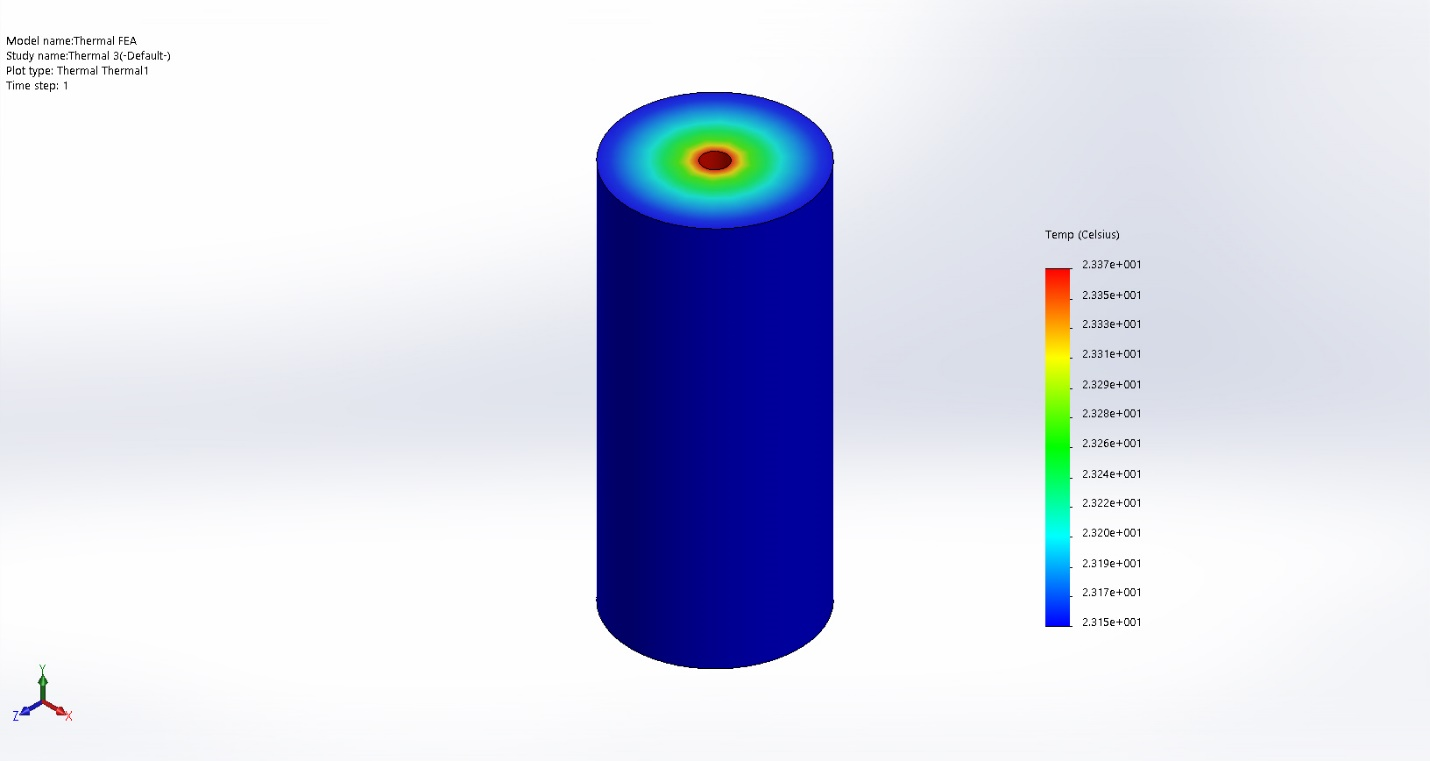 Model name:Thermal FEA
Study name:Thermal 3(-Default-)
Plot type: Thermal Thermal1
Time step: 1
Temp (Celsius)
2.337e+001
2.335e+001
2.333e+001
2.331e+001
2.329e+001
2.328e+001
2.326e+001
2.324e+001
2.322e+001
2.320e+001
2.319e+001
2.317e+001
2.315e+001
Y
Z
X